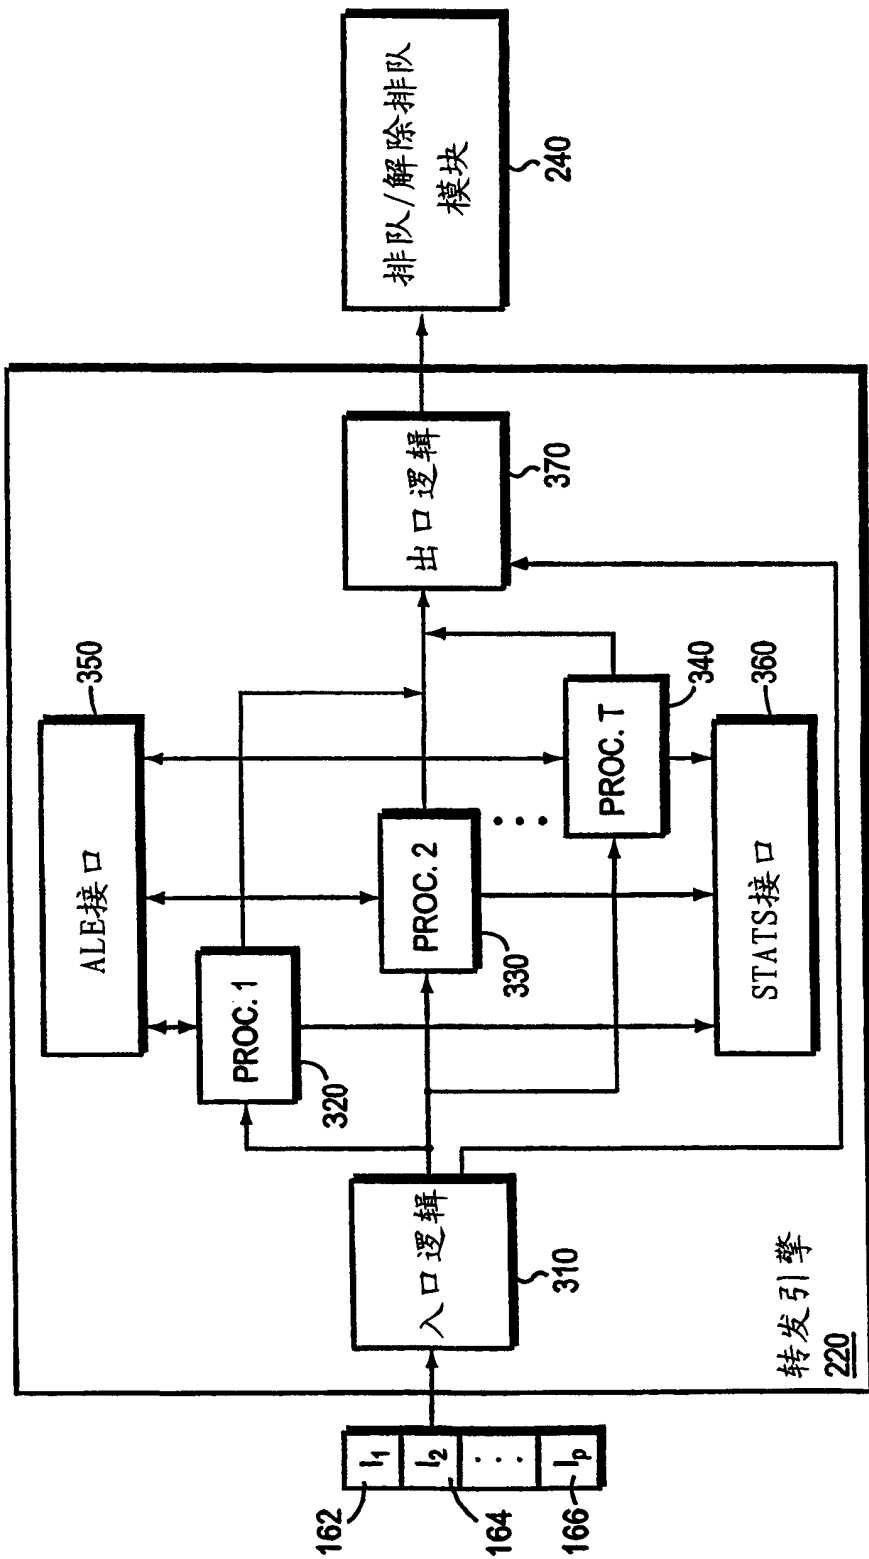 ALE接口
350
PROC. 1
320
PROC. 2
330
PROC. T
340
STATS接口
360
入口逻辑
310
出口逻辑
370
排队/解除排队
模块
240
I1
I2
. . .
Ip
162
164
166
转发引擎
220